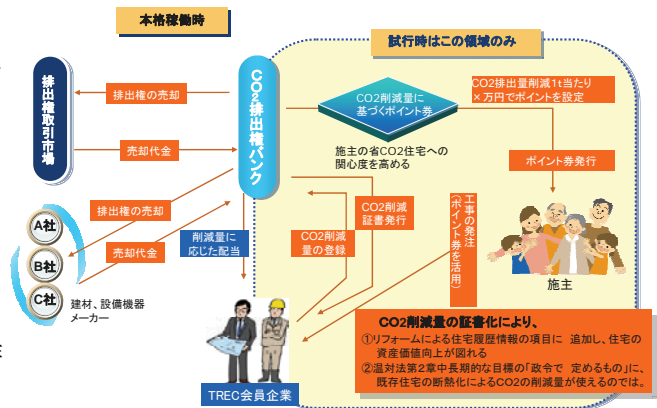 本格稼働時
試行時はこの領域のみ
排出権取引市場
排出権の売却
売却代金
CO2排出権バンク
CO2削減量に
基づくポイント券
施主の省CO2住宅への
関心度を高める
CO2排出量削減1t当たり
×万円でポイントを設定
ポイント券発行
施主
A社
B社
C社
建材、設備機器
メーカー
排出権の売却
売却代金
削減量に
応じた配当
CO2削減
量の登録
CO2削減
証書発行
工事の発注
（ポイント券を活用）
TREC会員企業
CO2削減量の証書化により、
①リフォームによる住宅履歴情報の項目に 追加し、住宅の
資産価値向上が図れる
②温対法第2章中長期的な目標の「政令で 定めるもの」に、
既存住宅の断熱化によるCO2の削減量が使えるのでは。